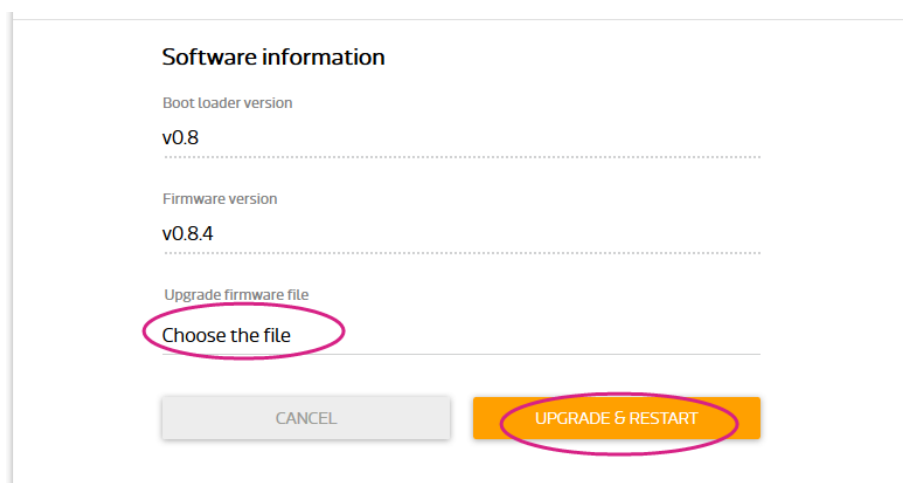 Software information
Boot loader version
v0.8
Firmware version
v0.8.4
Upgrade firmware file
Choose the file
CANCEL
UPGRADE & RESTART